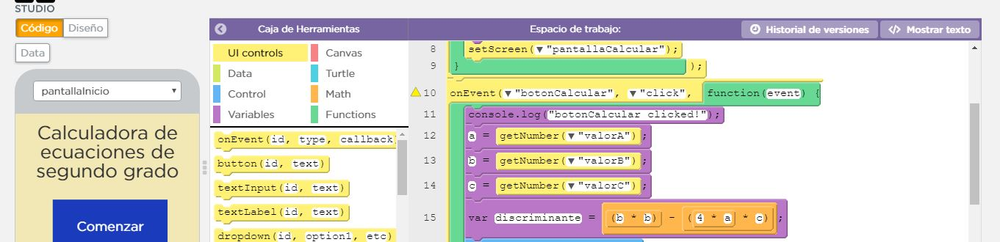 STUDIO
Código Diseño
Data
pantallaInicio
Calculadora de
ecuaciones de
segundo grado
Comenzar
Caja de Herramientas
UI controls Canvas
Data Turtle
Control Math
Variables Functions
onEvent(id, type, callback)
button(id, text)
textInput(id, text)
textLabel(id, text)
dropdown(id, option1, etc)
Espacio de trabajo:
Historial de versiones
</> Mostrar texto
8 setScreen(▼"pantallaCalcular");
9 } );
10 onEvent(▼"botonCalcular", ▼"click", function(event) {
11 console.log("botonCalcular clicked!");
12 a = getNumber(▼"valorA");
13 b = getNumber(▼"valorB");
14 c = getNumber(▼"valorC");
15 var discriminante = (b * b) - (4 * a * c);